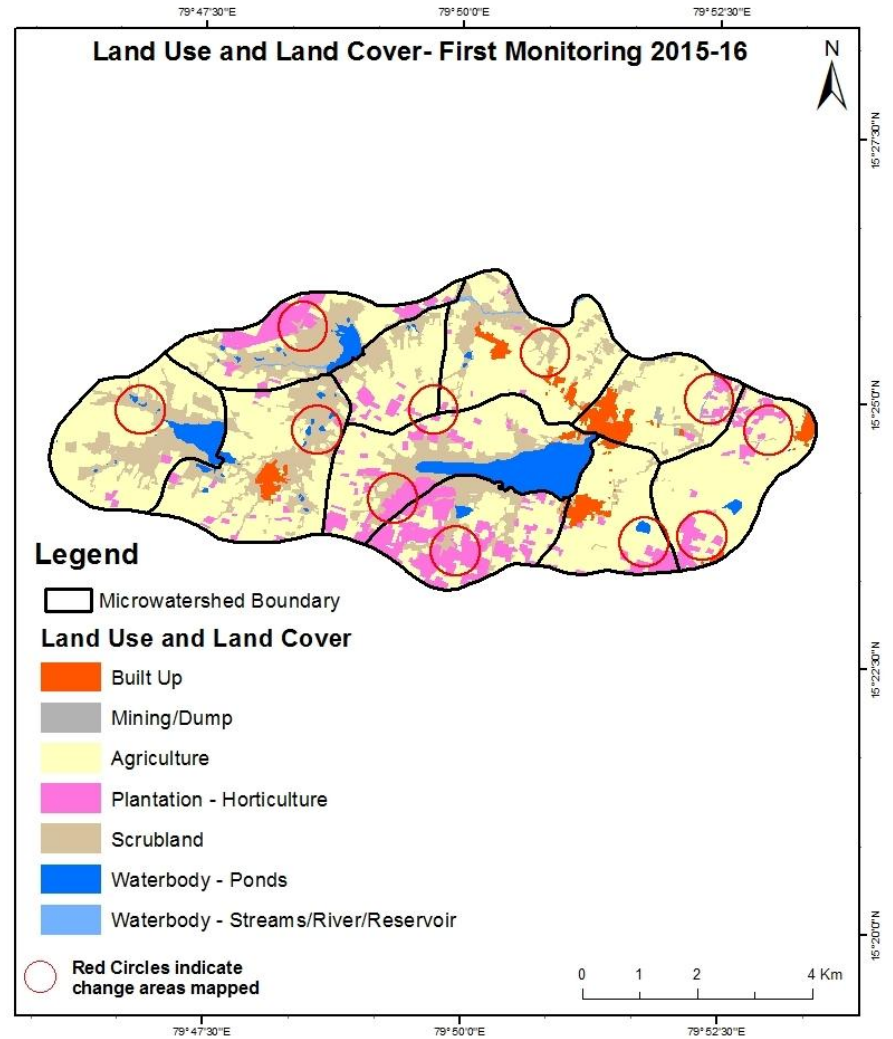 79°47'30"E
79°50'0"E
79°52'30"E
Land Use and Land Cover- First Monitoring 2015-16
N
15°27'30"N
15°25'0"N
15°22'30"N
15°20'0"N
Legend
Microwatershed Boundary
Land Use and Land Cover
Built Up
Mining/Dump
Agriculture
Plantation - Horticulture
Scrubland
Waterbody - Ponds
Waterbody - Streams/River/Reservoir
Red Circles indicate
change areas mapped
0 1 2 4 Km
79°47'30"E
79°50'0"E
79°52'30"E